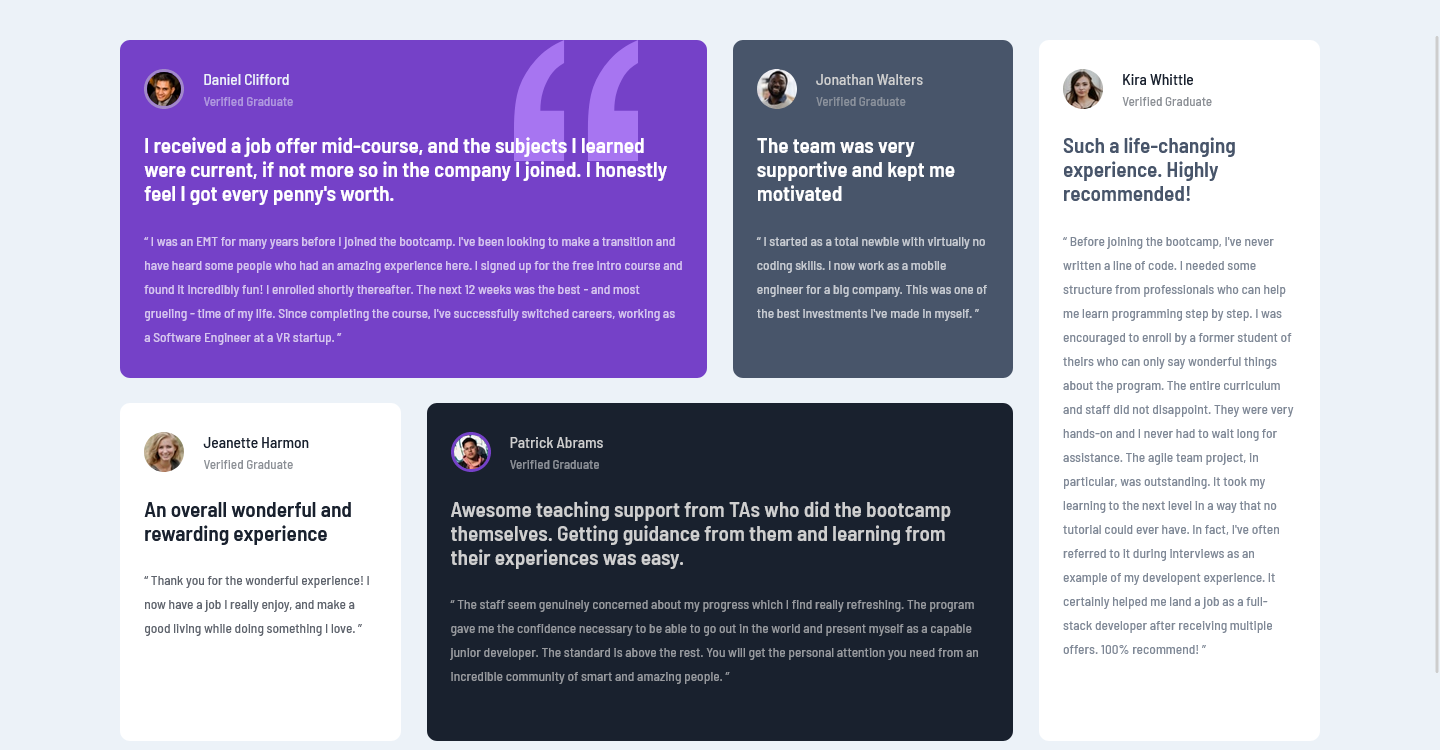 Daniel Clifford
Verified Graduate
I received a job offer mid-course, and the subjects I learned
were current, if not more so in the company I joined. I honestly
feel I got every penny's worth.
“ I was an EMT for many years before I joined the bootcamp. I've been looking to make a transition and
have heard some people who had an amazing experience here. I signed up for the free intro course and
found it incredibly fun! I enrolled shortly thereafter. The next 12 weeks was the best - and most
grueling - time of my life. Since completing the course, I've successfully switched careers, working as
a Software Engineer at a VR startup. ”
Jonathan Walters
Verified Graduate
The team was very
supportive and kept me
motivated
“ I started as a total newbie with virtually no
coding skills. I now work as a mobile
engineer for a big company. This was one of
the best investments I've made in myself. ”
Kira Whittle
Verified Graduate
Such a life-changing
experience. Highly
recommended!
“ Before joining the bootcamp, I've never
written a line of code. I needed some
structure from professionals who can help
me learn programming step by step. I was
encouraged to enroll by a former student of
theirs who can only say wonderful things
about the program. The entire curriculum
and staff did not disappoint. They were very
hands-on and I never had to wait long for
assistance. The agile team project, in
particular, was outstanding. It took my
learning to the next level in a way that no
tutorial could ever have. In fact, I've often
referred to it during interviews as an
example of my developent experience. It
certainly helped me land a job as a full-
stack developer after receiving multiple
offers. 100% recommend! ”
Jeanette Harmon
Verified Graduate
An overall wonderful and
rewarding experience
“ Thank you for the wonderful experience! I
now have a job I really enjoy, and make a
good living while doing something I love. ”
Patrick Abrams
Verified Graduate
Awesome teaching support from TAs who did the bootcamp
themselves. Getting guidance from them and learning from
their experiences was easy.
“ The staff seem genuinely concerned about my progress which I find really refreshing. The program
gave me the confidence necessary to be able to go out in the world and present myself as a capable
junior developer. The standard is above the rest. You will get the personal attention you need from an
incredible community of smart and amazing people. ”